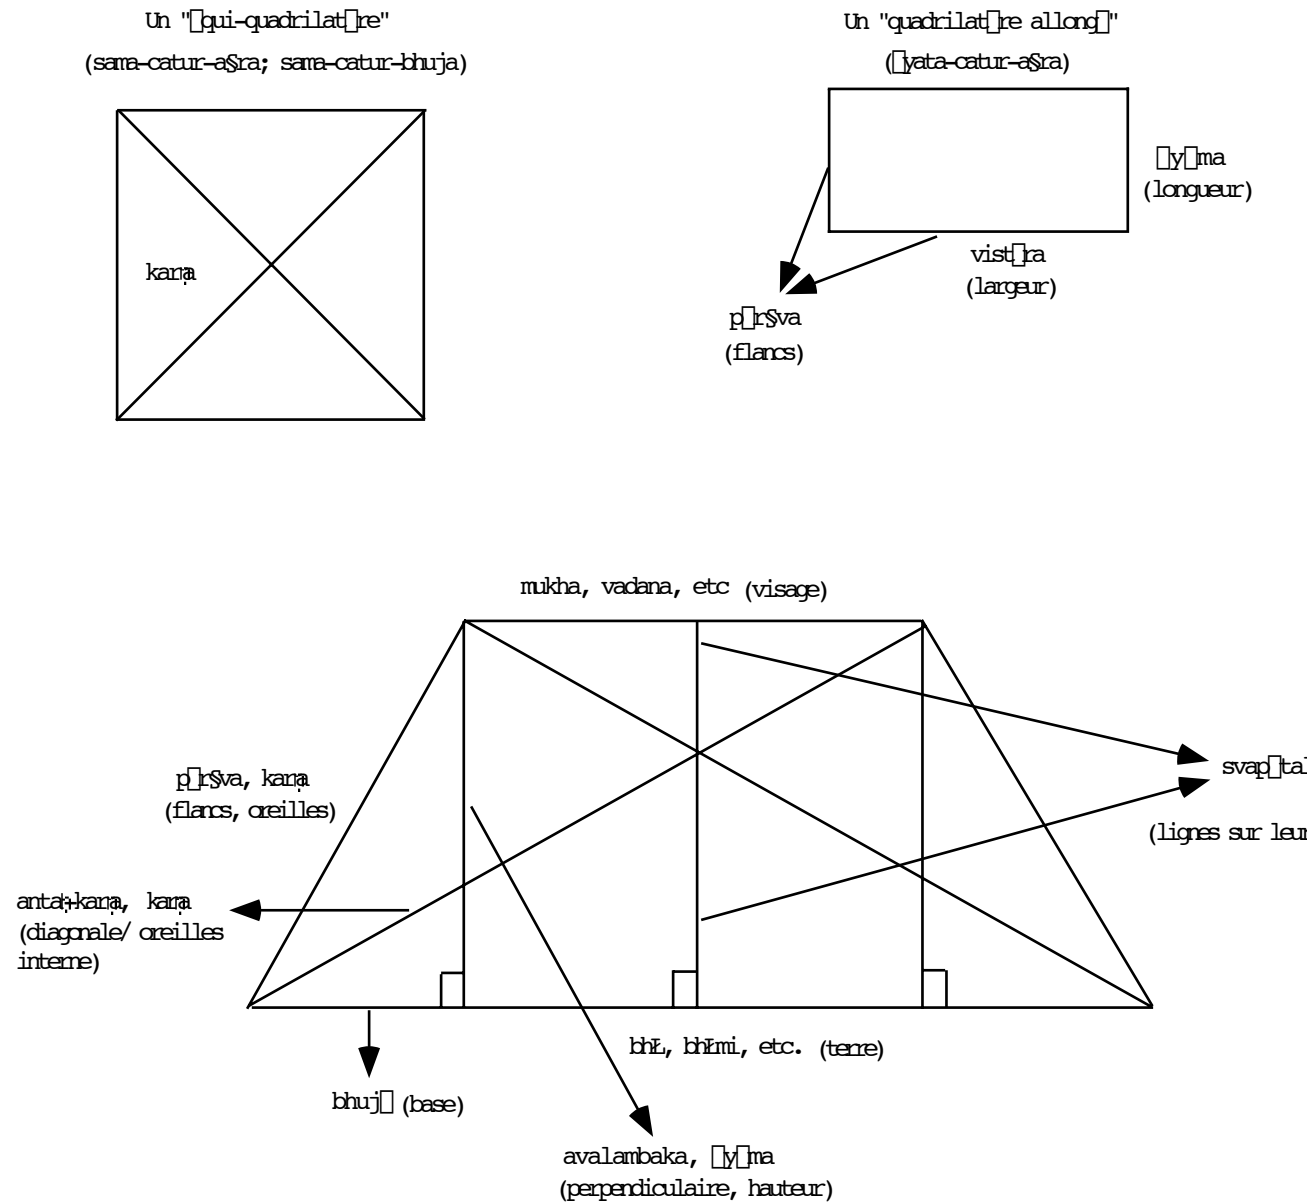 Un "□qui-quadrilat□re"
(sama-catur-a§ra; sama-catur-bhuja)
karṇa
Un "quadrilat□re allong□"
(□yata-catur-a§ra)
□y□ma
(longueur)
vist□ra
(largeur)
p□r§va
(flancs)
mukha, vadana, etc (visage)
p□r§va, karṇa
(flancs, oreilles)
svap□tal
(lignes sur leur
antaḥ-karṇa, karṇa
(diagonale/ oreilles
interne)
bhŁ, bhŁmi, etc. (terre)
bhuj□ (base)
avalambaka, □y□ma
(perpendiculaire, hauteur)